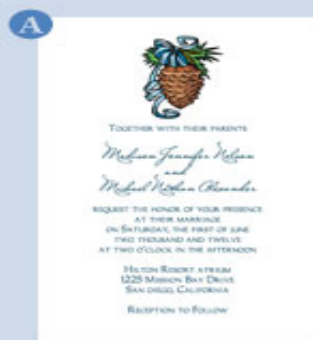 A
Together with their parents
Madison Jennifer Nelson
and
Michael Nathan Alexander
request the honor of your presence
at their marriage
on Saturday, the first of June
two thousand and twelve
at two o'clock in the afternoon
Hilton Resort atrium
1225 Mission Bay Drive
San diego, California
Reception to Follow